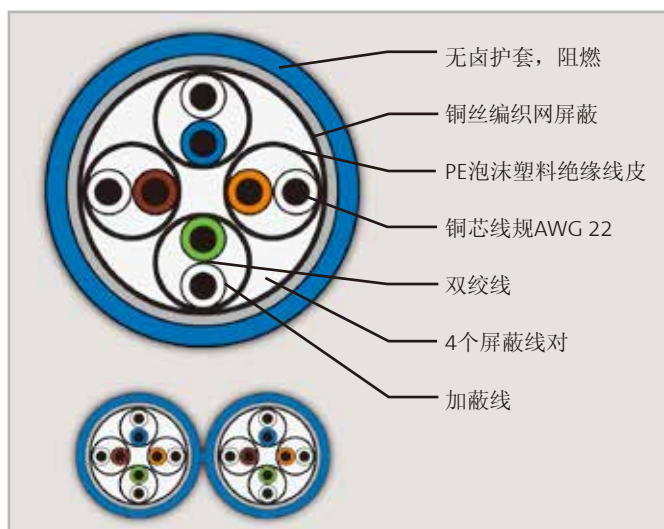 无卤护套，阻燃
铜丝编织网屏蔽
PE泡沫塑料绝缘线皮
铜芯线规AWG 22
双绞线
4个屏蔽线对
加蔽线